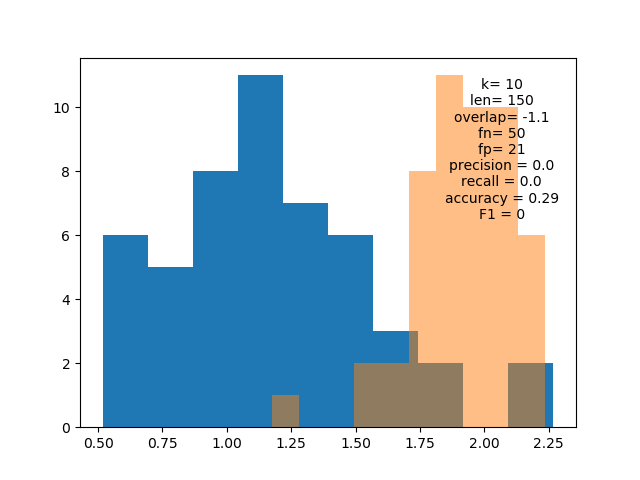 k= 10
len= 150
overlap= -1.1
fn= 50
fp= 21
precision = 0.0
recall = 0.0
accuracy = 0.29
F1 = 0
10
8
6
4
2
0
0.50 0.75 1.00 1.25 1.50 1.75 2.00 2.25